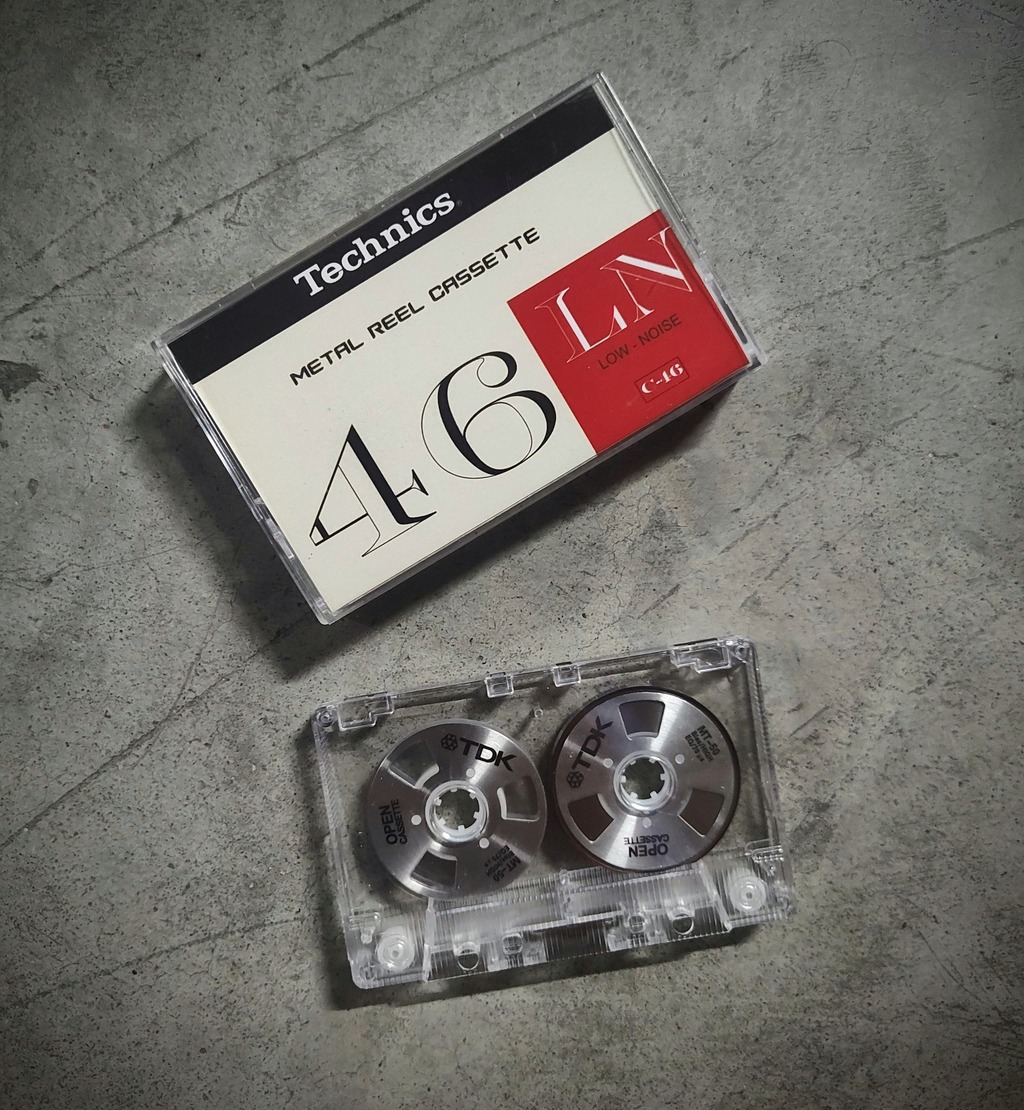 Technics
METAL REEL CASSETTE
46
LN
LOW-NOISE
C-46
TDK
OPEN
CASSETTE
MT-50
TDK
MT-50
OPEN
CASSETTE